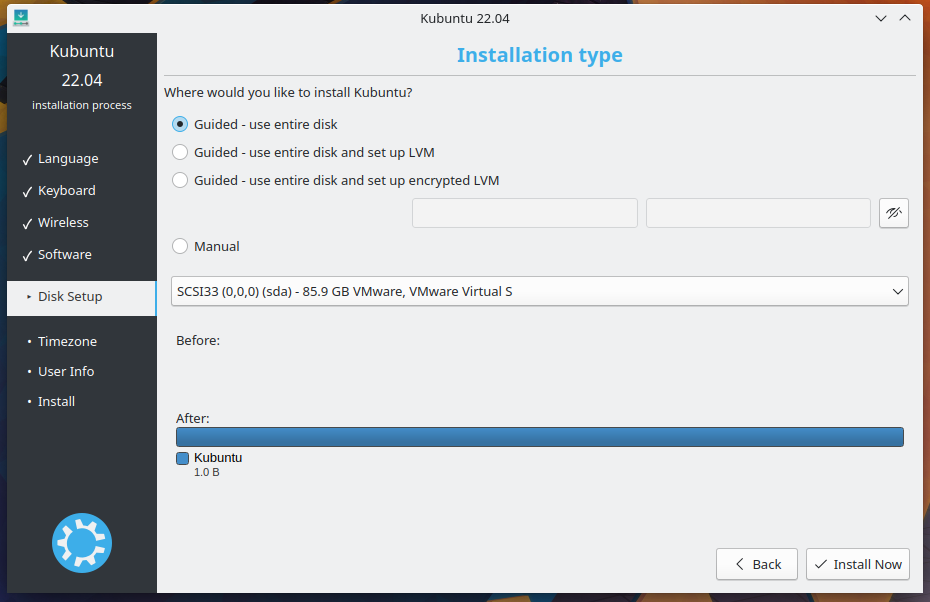 Kubuntu 22.04
Kubuntu
22.04
installation process
Language
Keyboard
Wireless
Software
Disk Setup
Timezone
User Info
Install
Installation type
Where would you like to install Kubuntu?
Guided - use entire disk
Guided - use entire disk and set up LVM
Guided - use entire disk and set up encrypted LVM
Manual
SCSI33 (0,0,0) (sda) - 85.9 GB VMware, VMware Virtual S
Before:
After:
Kubuntu
1.0 B
Back
Install Now